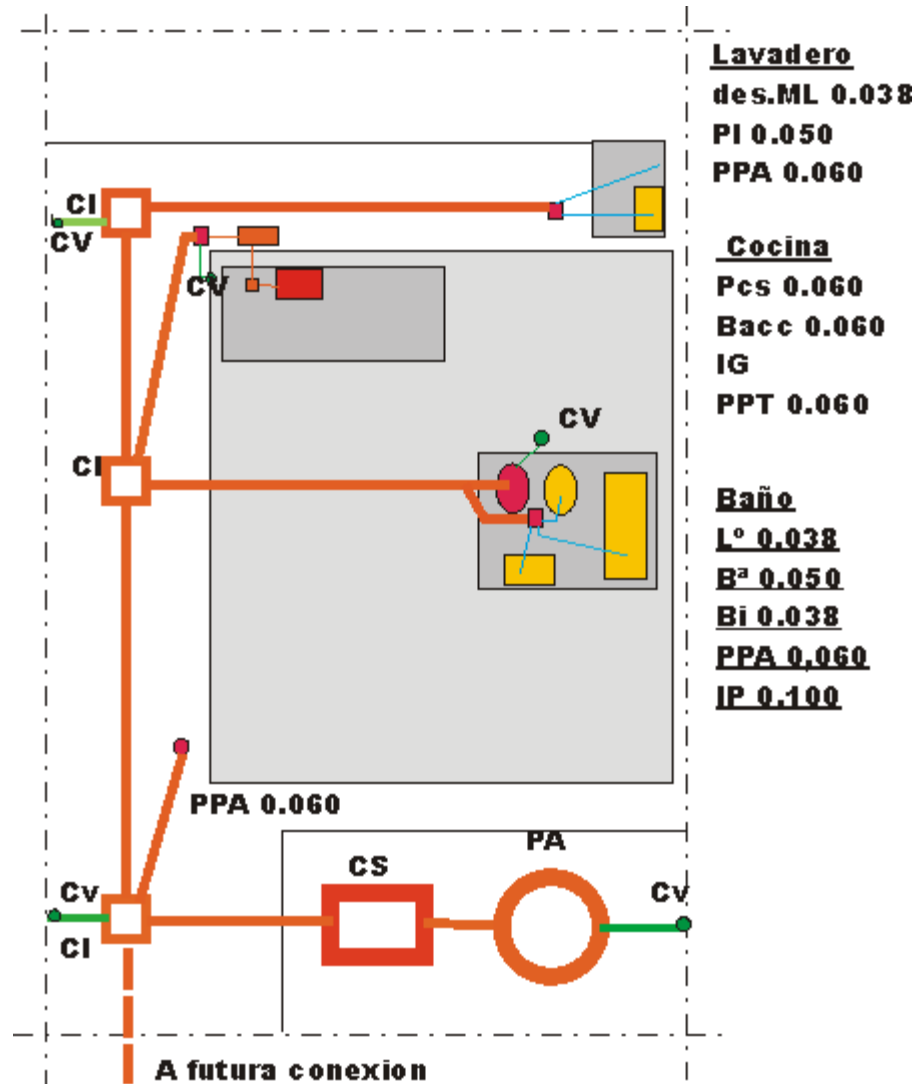 Lavadero
des.ML 0.038
Pl 0.050
PPA 0.060
CI
CV
CV
Cocina
Pcs 0.060
Bacc 0.060
IG
PPT 0.060
CV
CI
Baño
Lº 0.038
Bª 0.050
Bi 0.038
PPA 0,060
IP 0.100
PPA 0.060
PA
CS
Cv
Cv
CI
A futura conexion